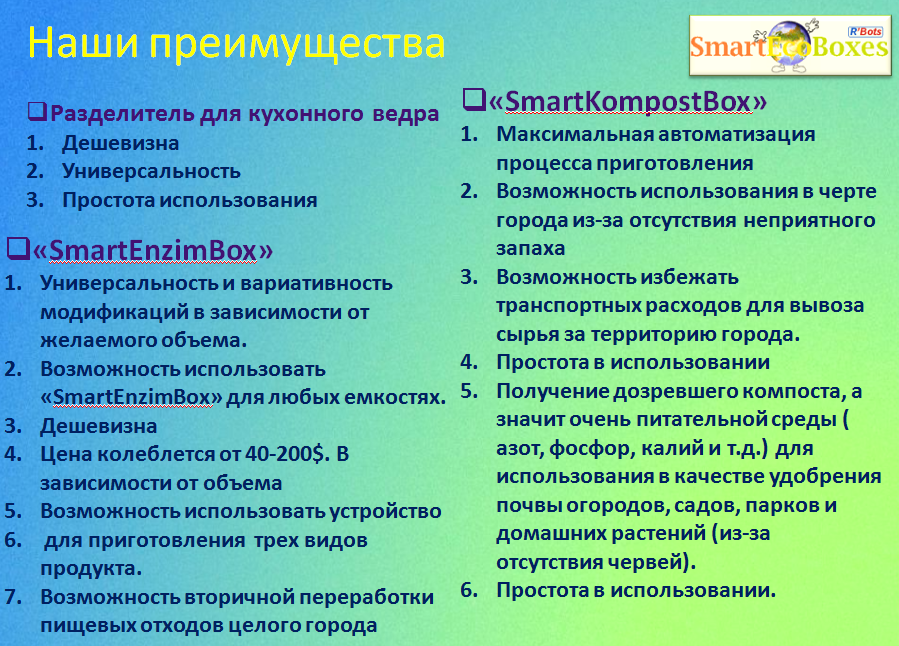 Наши преимущества
R'Bots
SmartEcoBoxes
❑Разделитель для кухонного ведра
1. Дешевизна
2. Универсальность
3. Простота использования
❑«SmartEnzimBox»
1. Универсальность и вариативность
модификаций в зависимости от
желаемого объема.
2. Возможность использовать
«SmartEnzimBox» для любых емкостях.
3. Дешевизна
4. Цена колеблется от 40-200$. В
зависимости от объема
5. Возможность использовать устройство
6. для приготовления трех видов
продукта.
7. Возможность вторичной переработки
пищевых отходов целого города
❑«SmartKompostBox»
1. Максимальная автоматизация
процесса приготовления
2. Возможность использования в черте
города из-за отсутствия неприятного
запаха
3. Возможность избежать
транспортных расходов для вывоза
сырья за территорию города.
4. Простота в использовании
5. Получение дозревшего компоста, а
значит очень питательной среды (
азот, фосфор, калий и т.д.) для
использования в качестве удобрения
почвы огородов, садов, парков и
домашних растений (из-за
отсутствия червей).
6. Простота в использовании.